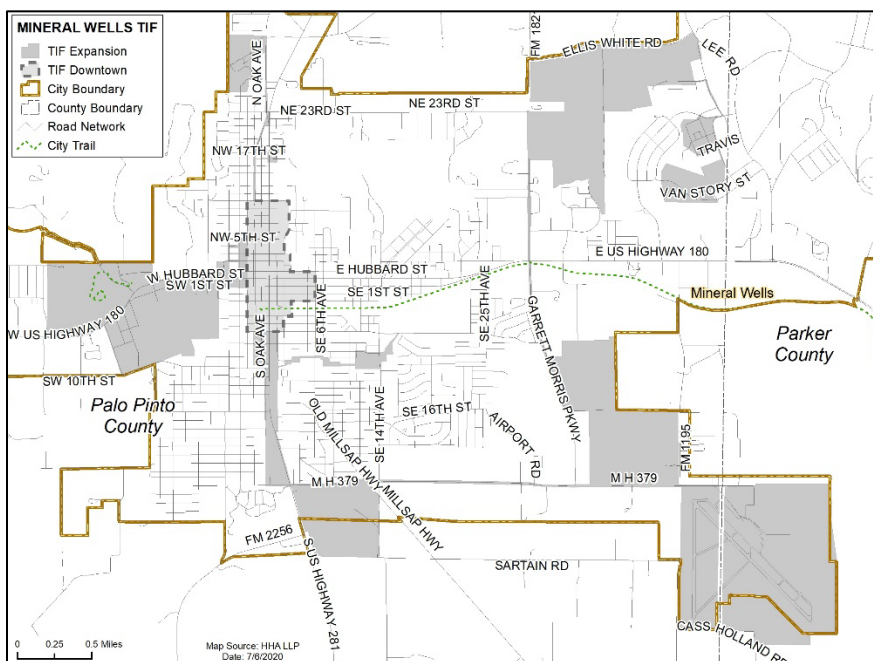 MINERAL WELLS TIF
TIF Expansion
TIF Downtown
City Boundary
County Boundary
Road Network
City Trail
N OAK AVE
FM 182
ELLIS WHITE RD
LEE RD
NE 23RD ST
NE 23RD ST
NW 17TH ST
TRAVIS
VAN STORY ST
NW 5TH ST
E US HIGHWAY 180
W HUBBARD ST
E HUBBARD ST
SW 1ST ST
SE 1ST ST
Mineral Wells
W US HIGHWAY 180
S OAK AVE
SE 6TH AVE
SE 25TH AVE
GARRETT MORRIS PKWY
Parker
County
SW 10TH ST
Palo Pinto
County
SE 14TH AVE
SE 16TH ST
OLD MILLSAP HWY
AIRPORT RD
FM 1195
M H 379
M H 379
MILLSAP HWY
FM 2256
SARTAIN RD
S US HIGHWAY 281
CASS HOLLAND RD
0 0.25 0.5 Miles
Map Source: HHA LLP
Date: 7/6/2020